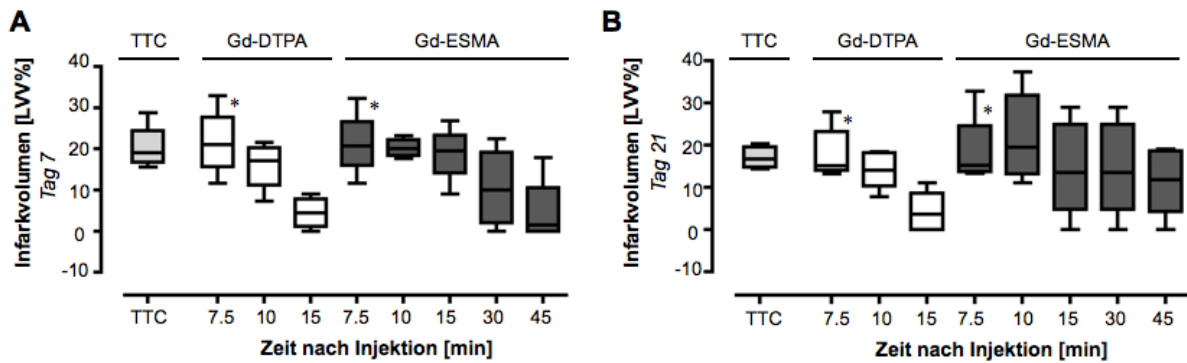 A
TTC Gd-DTPA Gd-ESMA
Infarkvolumen [LVV%]
Tag 7
40
30
20
10
0
-10
* *
TTC 7.5 10 15 7.5 10 15 30 45
Zeit nach Injektion [min]
B
TTC Gd-DTPA Gd-ESMA
Infarkvolumen [LVV%]
Tag 21
40
30
20
10
0
-10
* *
TTC 7.5 10 15 7.5 10 15 30 45
Zeit nach Injektion [min]